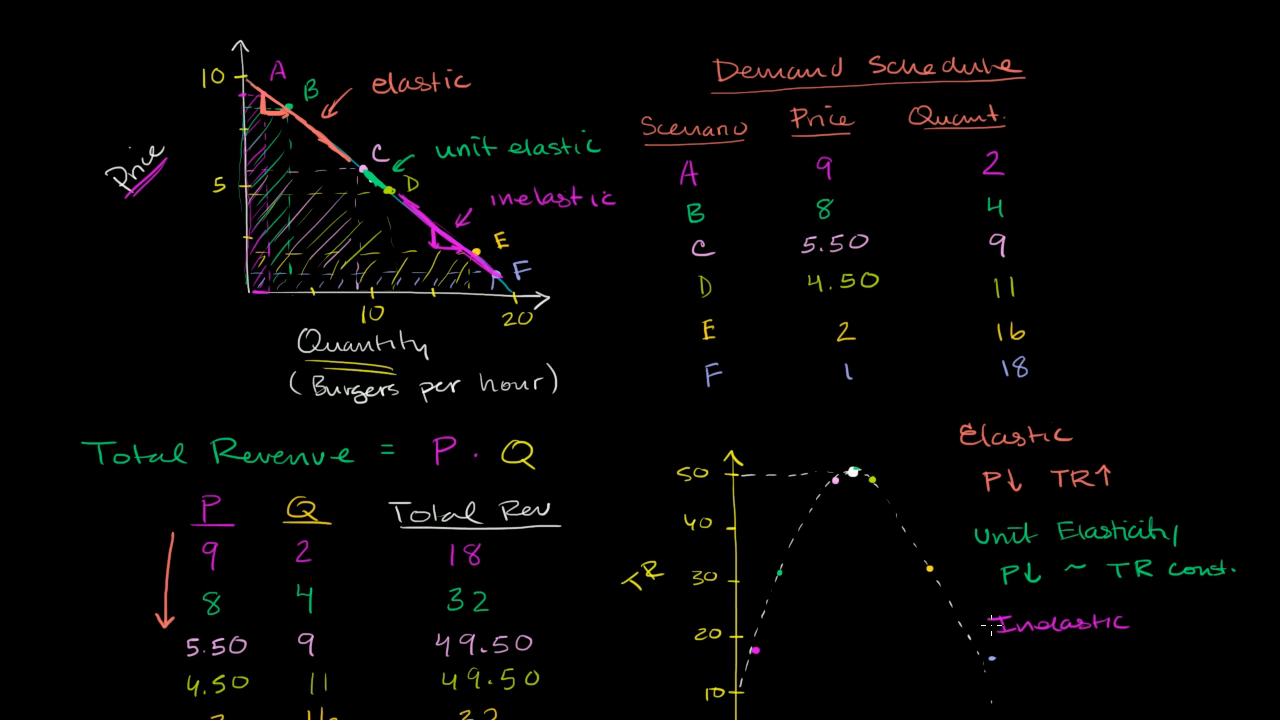 10
A
B
elastic
C
unit elastic
Price
5
D
inelastic
E
F
10
20
Quantity
(Burgers per hour)
Demand Schedule
Scenario Price Quant.
A 9 2
B 8 4
C 5.50 9
D 4.50 11
E 2 16
F 1 18
Total Revenue = P · Q
P Q Total Rev
9 2 18
8 4 32
5.50 9 49.50
4.50 11 49.50
2 16 32
50
40
TR 30
20
10
Elastic
P↓ TR↑
Unit Elasticity
P↓ ~ TR const.
Inelastic